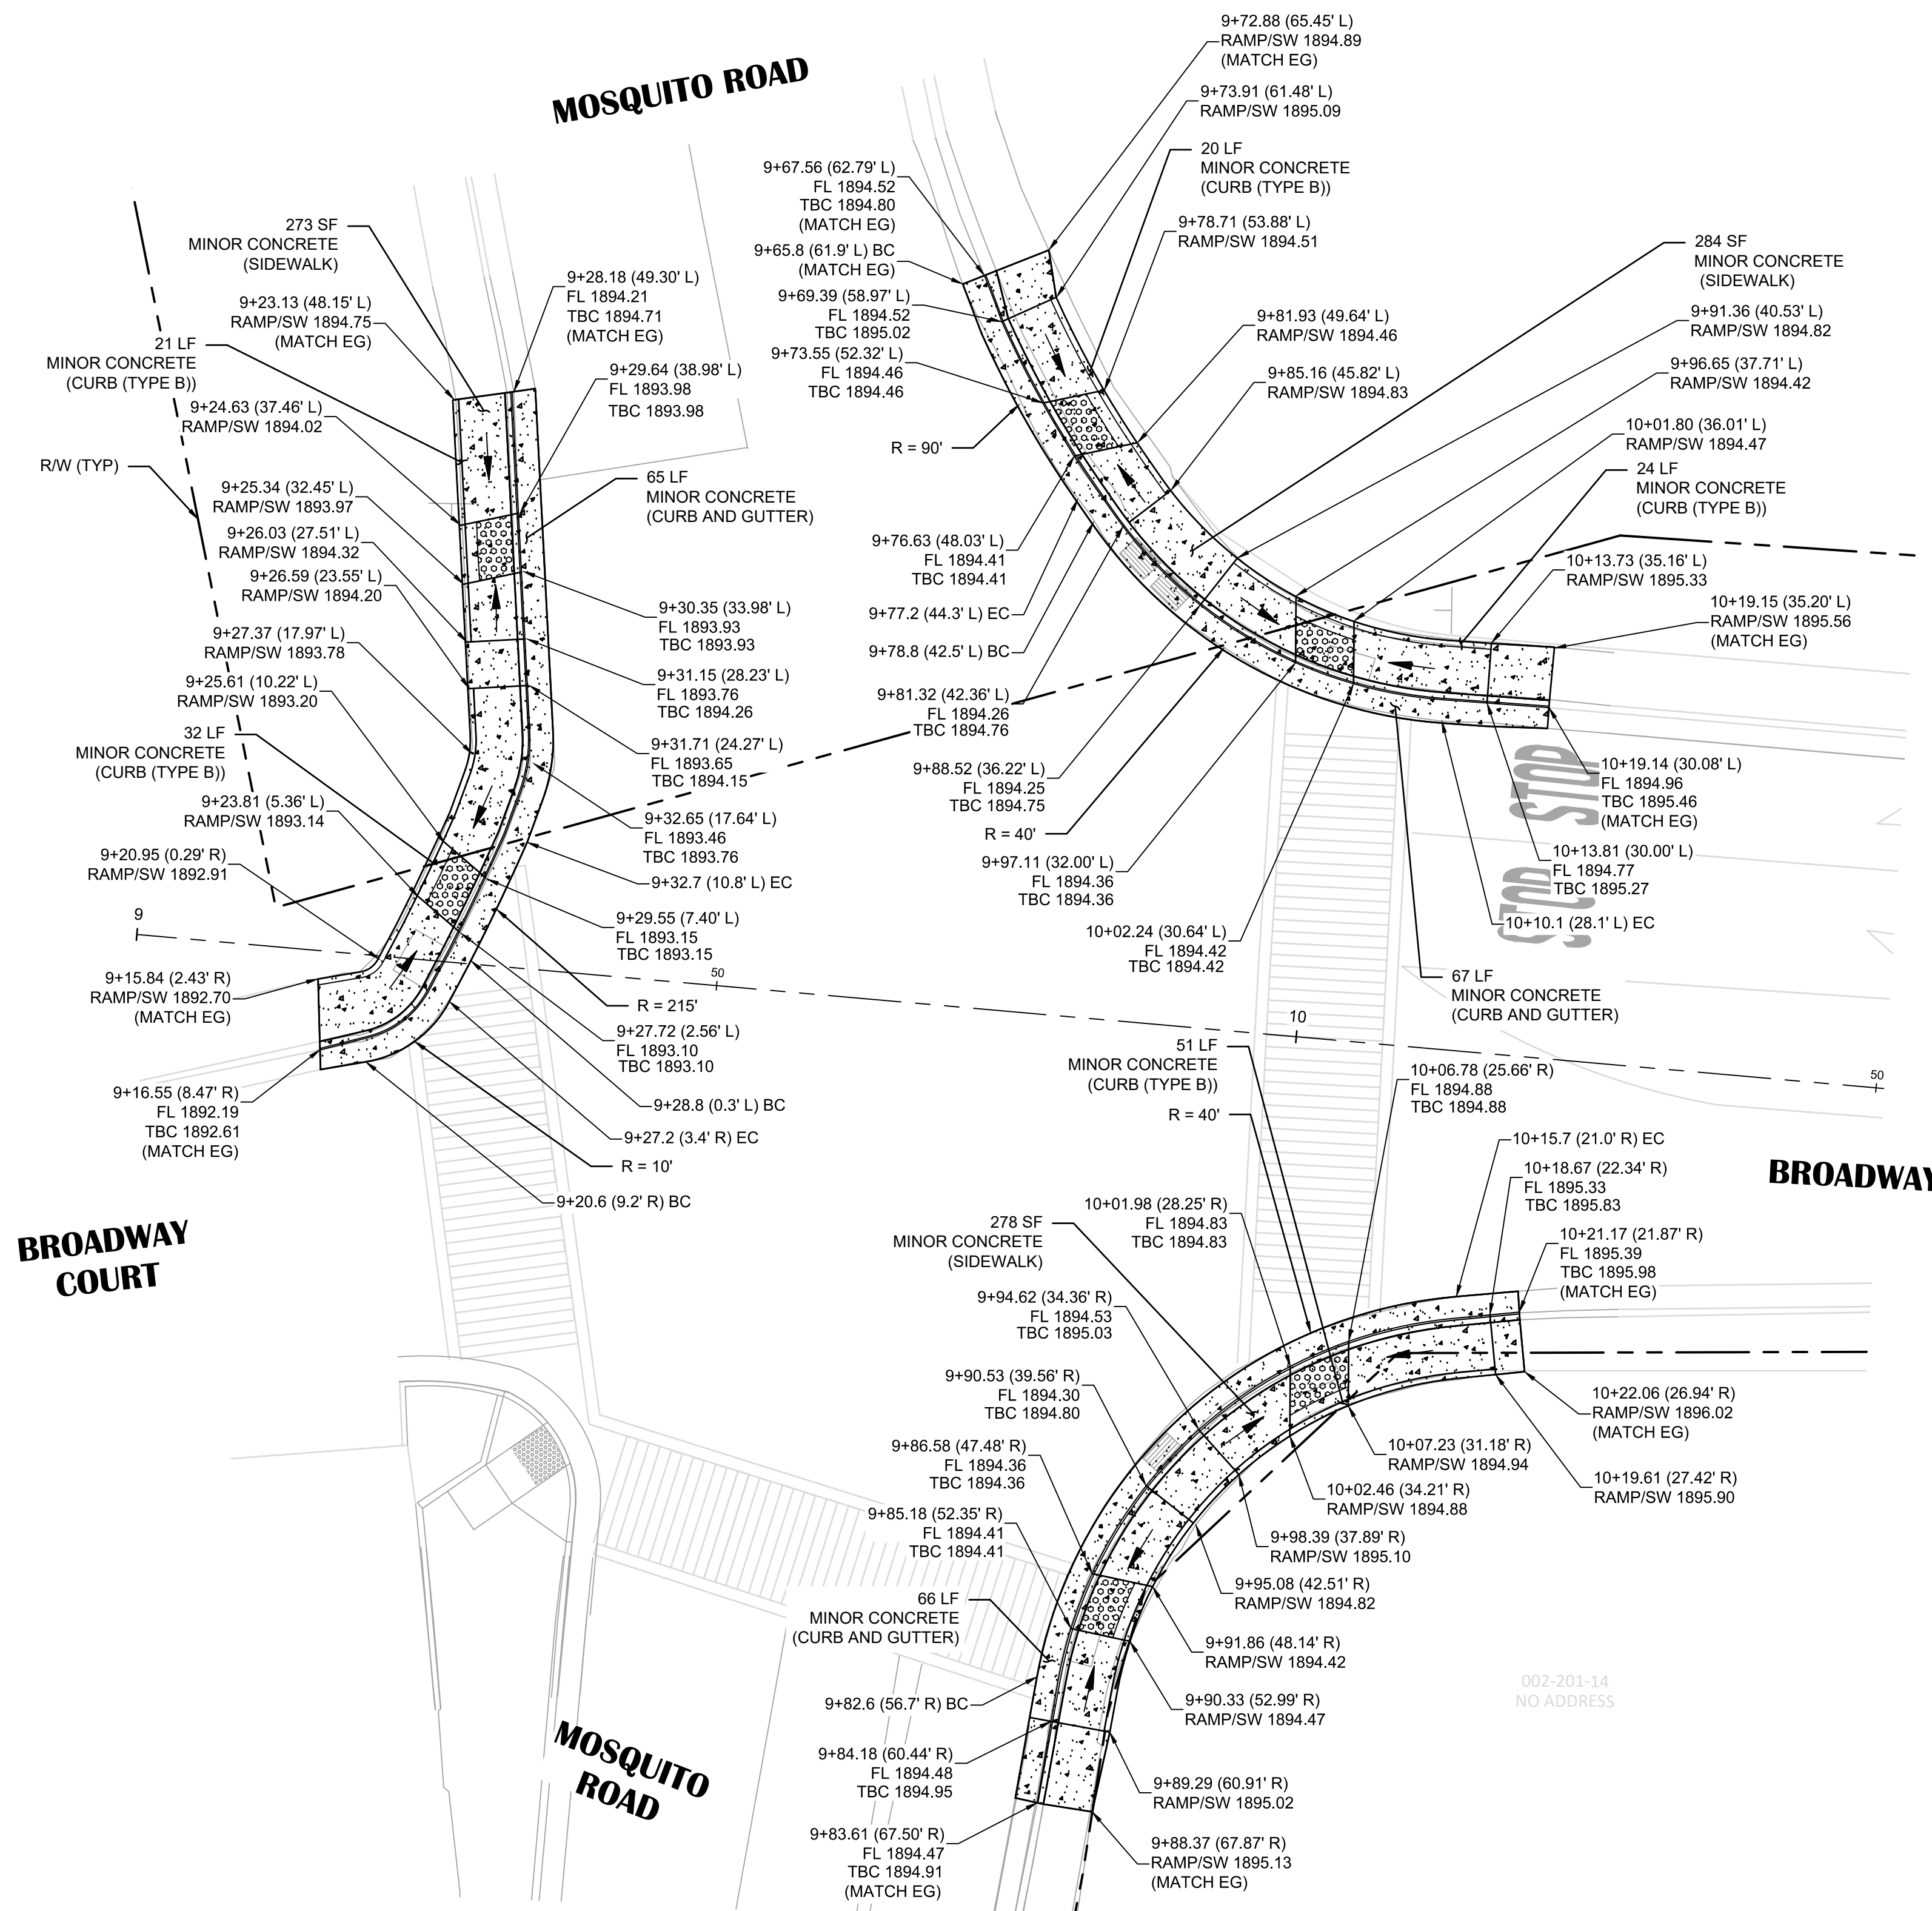 MOSQUITO ROAD
9+72.88 (65.45' L)
RAMP/SW 1894.89
(MATCH EG)
9+73.91 (61.48' L)
RAMP/SW 1895.09
20 LF
MINOR CONCRETE
(CURB (TYPE B))
9+67.56 (62.79' L)
FL 1894.52
TBC 1894.80
(MATCH EG)
9+65.8 (61.9' L) BC
(MATCH EG)
9+78.71 (53.88' L)
RAMP/SW 1894.51
284 SF
MINOR CONCRETE
(SIDEWALK)
273 SF
MINOR CONCRETE
(SIDEWALK)
9+28.18 (49.30' L)
FL 1894.21
TBC 1894.71
(MATCH EG)
9+69.39 (58.97' L)
FL 1894.52
TBC 1895.02
9+23.13 (48.15' L)
RAMP/SW 1894.75
(MATCH EG)
9+81.93 (49.64' L)
RAMP/SW 1894.46
9+91.36 (40.53' L)
RAMP/SW 1894.82
21 LF
MINOR CONCRETE
(CURB (TYPE B))
9+73.55 (52.32' L)
FL 1894.46
TBC 1894.46
9+29.64 (38.98' L)
FL 1893.98
TBC 1893.98
9+85.16 (45.82' L)
RAMP/SW 1894.83
9+96.65 (37.71' L)
RAMP/SW 1894.42
9+24.63 (37.46' L)
RAMP/SW 1894.02
10+01.80 (36.01' L)
RAMP/SW 1894.47
R = 90'
R/W (TYP)
24 LF
MINOR CONCRETE
(CURB (TYPE B))
65 LF
MINOR CONCRETE
(CURB AND GUTTER)
9+25.34 (32.45' L)
RAMP/SW 1893.97
9+26.03 (27.51' L)
RAMP/SW 1894.32
9+76.63 (48.03' L)
FL 1894.41
TBC 1894.41
10+13.73 (35.16' L)
RAMP/SW 1895.33
9+26.59 (23.55' L)
RAMP/SW 1894.20
9+30.35 (33.98' L)
FL 1893.93
TBC 1893.93
9+77.2 (44.3' L) EC
10+19.15 (35.20' L)
RAMP/SW 1895.56
(MATCH EG)
9+27.37 (17.97' L)
RAMP/SW 1893.78
9+78.8 (42.5' L) BC
9+25.61 (10.22' L)
RAMP/SW 1893.20
9+31.15 (28.23' L)
FL 1893.76
TBC 1894.26
9+81.32 (42.36' L)
FL 1894.26
TBC 1894.76
32 LF
MINOR CONCRETE
(CURB (TYPE B))
9+31.71 (24.27' L)
FL 1893.65
TBC 1894.15
STOP
9+88.52 (36.22' L)
FL 1894.25
TBC 1894.75
10+19.14 (30.08' L)
FL 1894.96
TBC 1895.46
(MATCH EG)
9+23.81 (5.36' L)
RAMP/SW 1893.14
9+32.65 (17.64' L)
FL 1893.46
TBC 1893.76
R = 40'
9+20.95 (0.29' R)
RAMP/SW 1892.91
9+97.11 (32.00' L)
FL 1894.36
TBC 1894.36
10+13.81 (30.00' L)
FL 1894.77
TBC 1895.27
STOP
9+32.7 (10.8' L) EC
9
9+29.55 (7.40' L)
FL 1893.15
TBC 1893.15
10+02.24 (30.64' L)
FL 1894.42
TBC 1894.42
10+10.1 (28.1' L) EC
9+15.84 (2.43' R)
RAMP/SW 1892.70
(MATCH EG)
50
67 LF
MINOR CONCRETE
(CURB AND GUTTER)
R = 215'
10
9+27.72 (2.56' L)
FL 1893.10
TBC 1893.10
51 LF
MINOR CONCRETE
(CURB (TYPE B))
50
10+06.78 (25.66' R)
FL 1894.88
TBC 1894.88
9+16.55 (8.47' R)
FL 1892.19
TBC 1892.61
(MATCH EG)
9+28.8 (0.3' L) BC
R = 40'
9+27.2 (3.4' R) EC
10+15.7 (21.0' R) EC
R = 10'
10+18.67 (22.34' R)
FL 1895.33
TBC 1895.83
BROADWAY
9+20.6 (9.2' R) BC
10+01.98 (28.25' R)
FL 1894.83
TBC 1894.83
BROADWAY
COURT
278 SF
MINOR CONCRETE
(SIDEWALK)
10+21.17 (21.87' R)
FL 1895.39
TBC 1895.98
(MATCH EG)
9+94.62 (34.36' R)
FL 1894.53
TBC 1895.03
9+90.53 (39.56' R)
FL 1894.30
TBC 1894.80
10+22.06 (26.94' R)
RAMP/SW 1896.02
(MATCH EG)
9+86.58 (47.48' R)
FL 1894.36
TBC 1894.36
10+07.23 (31.18' R)
RAMP/SW 1894.94
10+19.61 (27.42' R)
RAMP/SW 1895.90
10+02.46 (34.21' R)
RAMP/SW 1894.88
9+85.18 (52.35' R)
FL 1894.41
TBC 1894.41
9+98.39 (37.89' R)
RAMP/SW 1895.10
9+95.08 (42.51' R)
RAMP/SW 1894.82
66 LF
MINOR CONCRETE
(CURB AND GUTTER)
9+91.86 (48.14' R)
RAMP/SW 1894.42
002-201-14
NO ADDRESS
9+82.6 (56.7' R) BC
9+90.33 (52.99' R)
RAMP/SW 1894.47
MOSQUITO
ROAD
9+84.18 (60.44' R)
FL 1894.48
TBC 1894.95
9+89.29 (60.91' R)
RAMP/SW 1895.02
9+83.61 (67.50' R)
FL 1894.47
TBC 1894.91
(MATCH EG)
9+88.37 (67.87' R)
RAMP/SW 1895.13
(MATCH EG)